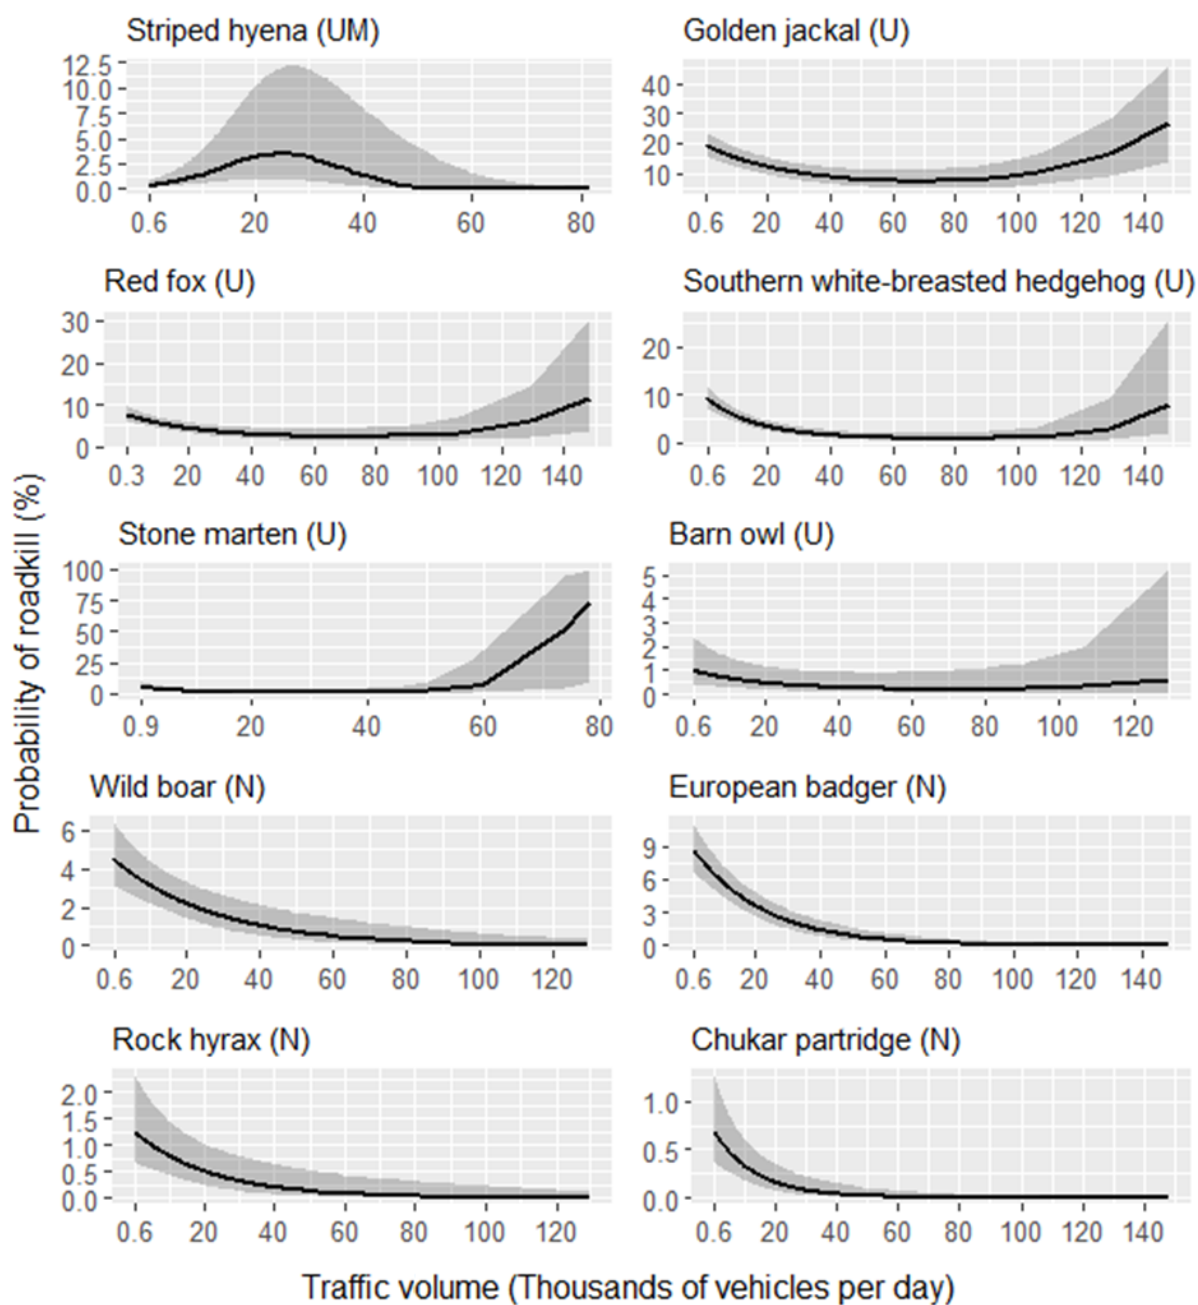 Striped hyena (UM)
12.5
10.0
7.5
5.0
2.5
0.0
0.6 20 40 60 80
Golden jackal (U)
40
30
20
10
0.6 20 40 60 80 100 120 140
Red fox (U)
30
20
10
0
0.3 20 40 60 80 100 120 140
Southern white-breasted hedgehog (U)
20
10
0
0.6 20 40 60 80 100 120 140
Stone marten (U)
100
75
50
25
0
0.9 20 40 60 80
Barn owl (U)
5
4
3
2
1
0
0.6 20 40 60 80 100 120
Wild boar (N)
6
4
2
0
0.6 20 40 60 80 100 120
European badger (N)
9
6
3
0
0.6 20 40 60 80 100 120 140
Rock hyrax (N)
2.0
1.5
1.0
0.5
0.0
0.6 20 40 60 80 100 120
Chukar partridge (N)
1.0
0.5
0.0
0.6 20 40 60 80 100 120 140
Probability of roadkill (%)
Traffic volume (Thousands of vehicles per day)